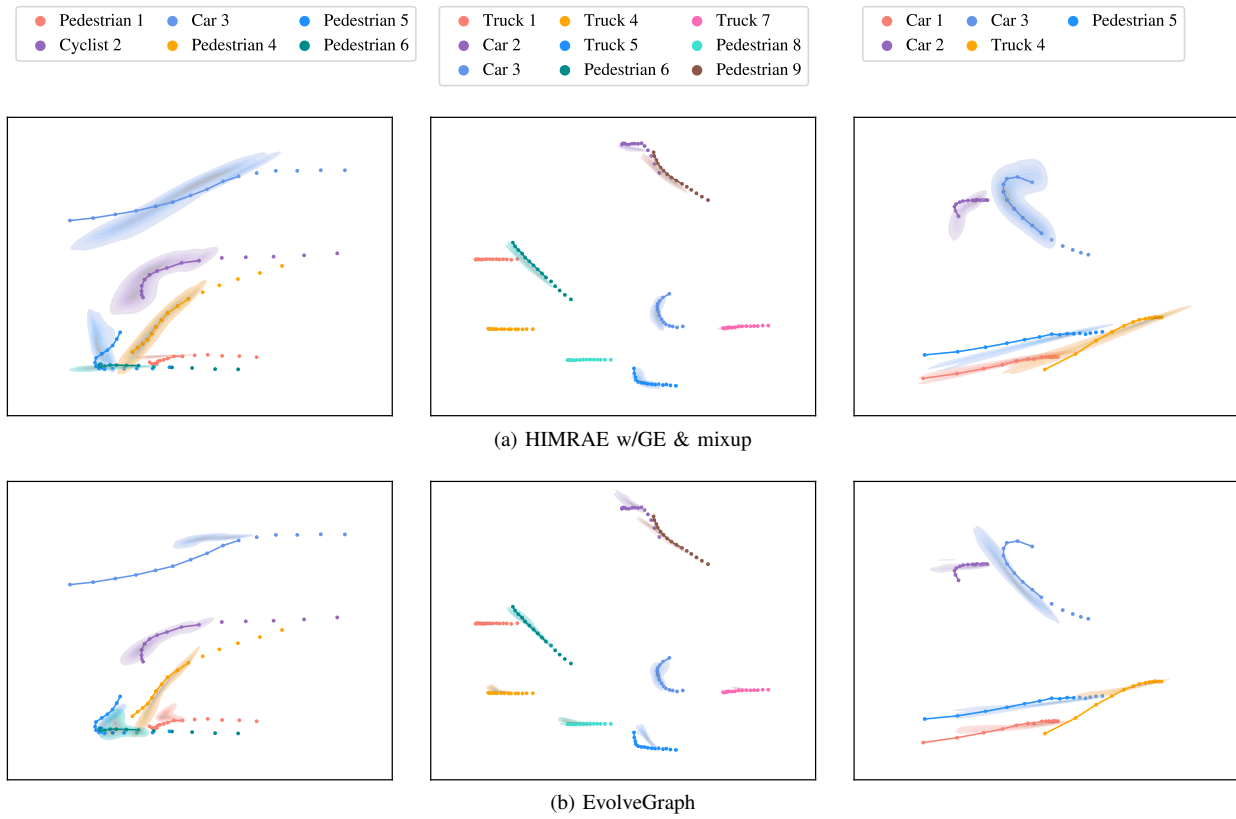 Pedestrian 1 Car 3 Pedestrian 5
Cyclist 2 Pedestrian 4 Pedestrian 6
Truck 1 Truck 4 Truck 7
Car 2 Truck 5 Pedestrian 8
Car 3 Pedestrian 6 Pedestrian 9
Car 1 Car 3 Pedestrian 5
Car 2 Truck 4
(a) HIMRAE w/GE & mixup
(b) EvolveGraph